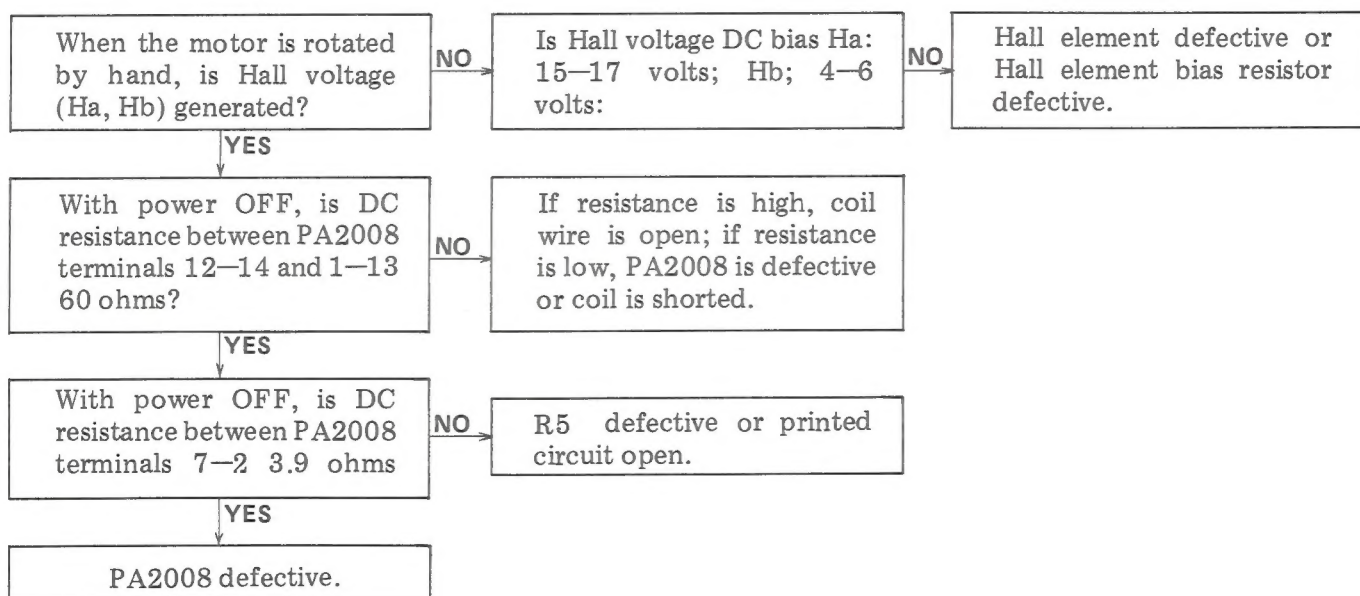 When the motor is rotated
by hand, is Hall voltage
(Ha, Hb) generated?
NO
Is Hall voltage DC bias Ha:
15—17 volts; Hb; 4—6
volts:
NO
Hall element defective or
Hall element bias resistor
defective.
YES
With power OFF, is DC
resistance between PA2008
terminals 12—14 and 1—13
60 ohms?
NO
If resistance is high, coil
wire is open; if resistance
is low, PA2008 is defective
or coil is shorted.
YES
With power OFF, is DC
resistance between PA2008
terminals 7—2 3.9 ohms
NO
R5 defective or printed
circuit open.
YES
PA2008 defective.